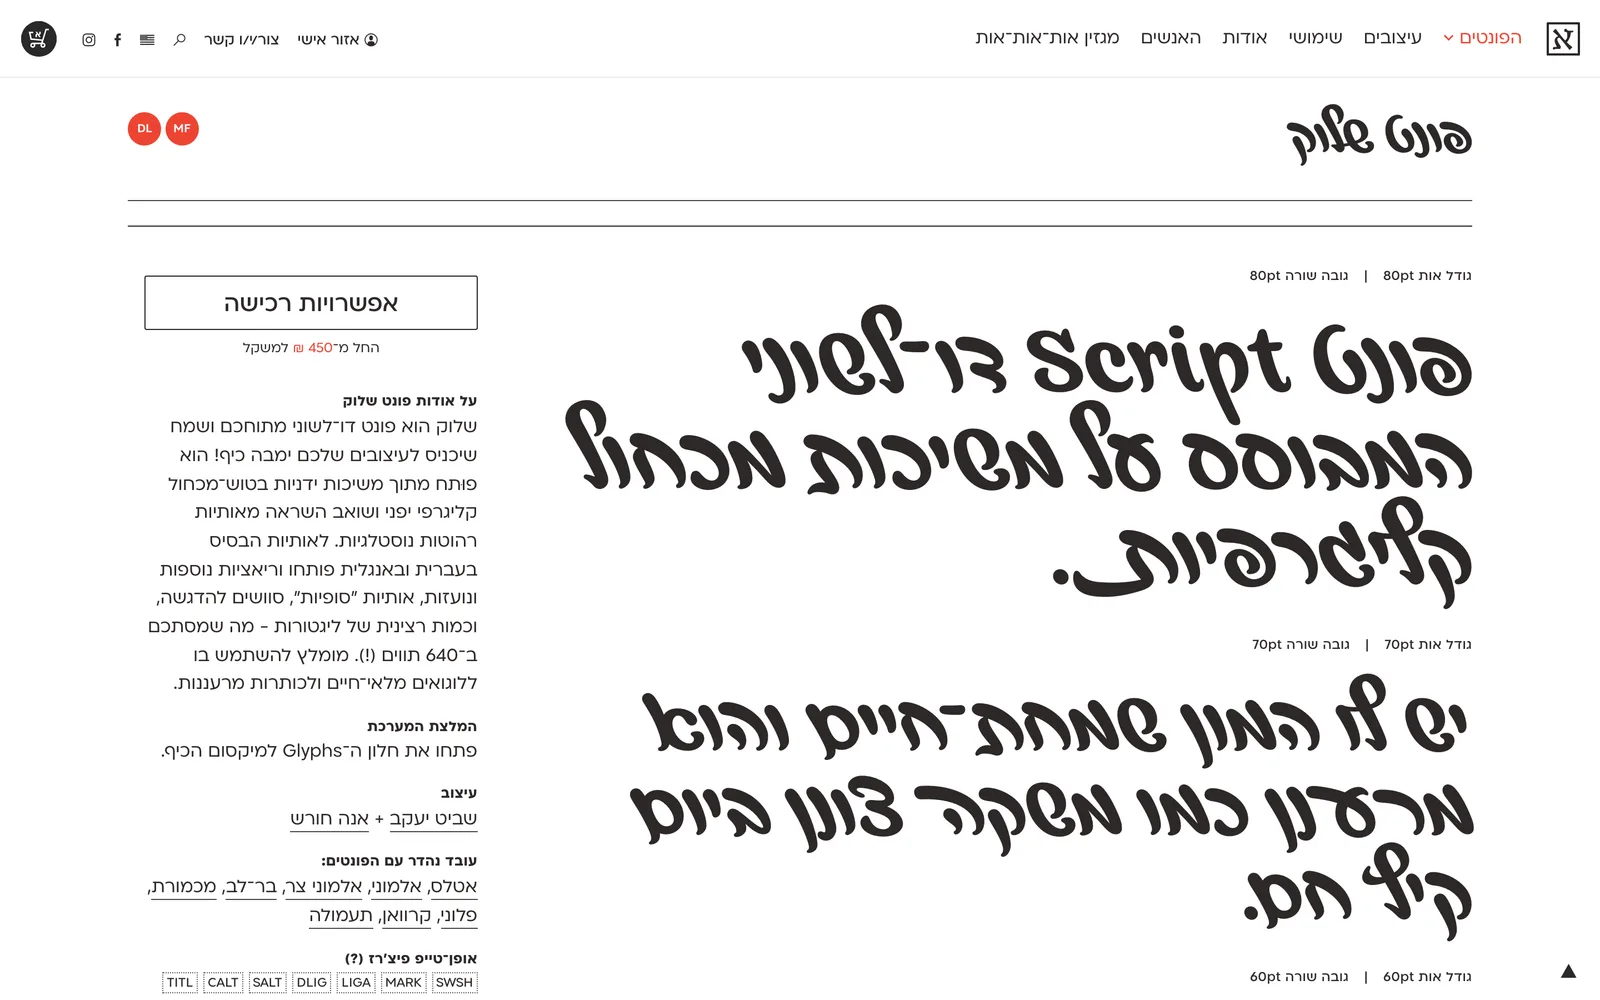 א
הפונטים
עיצובים
שימושי
אודות
האנשים
מגזין אות־אות־אות
אזור אישי
צור/י/ו קשר
פונט שלוק
MF
DL
גודל אות 80pt | גובה שורה 80pt
פונט Script דו־לשוני
המבוסס על משיכות מכחול
קליגרפיות.
גודל אות 70pt | גובה שורה 70pt
יש לו המון שמחת־חיים והוא
מרענן כמו משקה צונן ביום
קיץ חם.
גודל אות 60pt | גובה שורה 60pt
אפשרויות רכישה
החל מ־450 ₪ למשקל
על אודות פונט שלוק
שלוק הוא פונט דו־לשוני מתוחכם ושמח
שיכניס לעיצובים שלכם ימבה כיף! הוא
פותח מתוך משיכות ידניות בטוש־מכחול
קליגרפי יפני ושואב השראה מאותיות
רהוטות נוסטלגיות. לאותיות הבסיס
בעברית ובאנגלית פותחו וריאציות נוספות
ונועזות, אותיות ״סופיות״, סוושים להדגשה,
וכמות רצינית של ליגטורות - מה שמסתכם
ב־640 תווים (!). מומלץ להשתמש בו
ללוגואים מלאי־חיים ולכותרות מרעננות.
המלצת המערכת
פתחו את חלון ה־Glyphs למיקסום הכיף.
עיצוב
שביט יעקב + אנה חורש
עובד נהדר עם הפונטים:
אטלס, אלמוני, אלמוני צר, בר־לב, מכמורת,
פלוני, קרוואן, תעמולה
אופן־טייפ פיצ׳רז (?)
SWSH MARK LIGA DLIG SALT CALT TITL